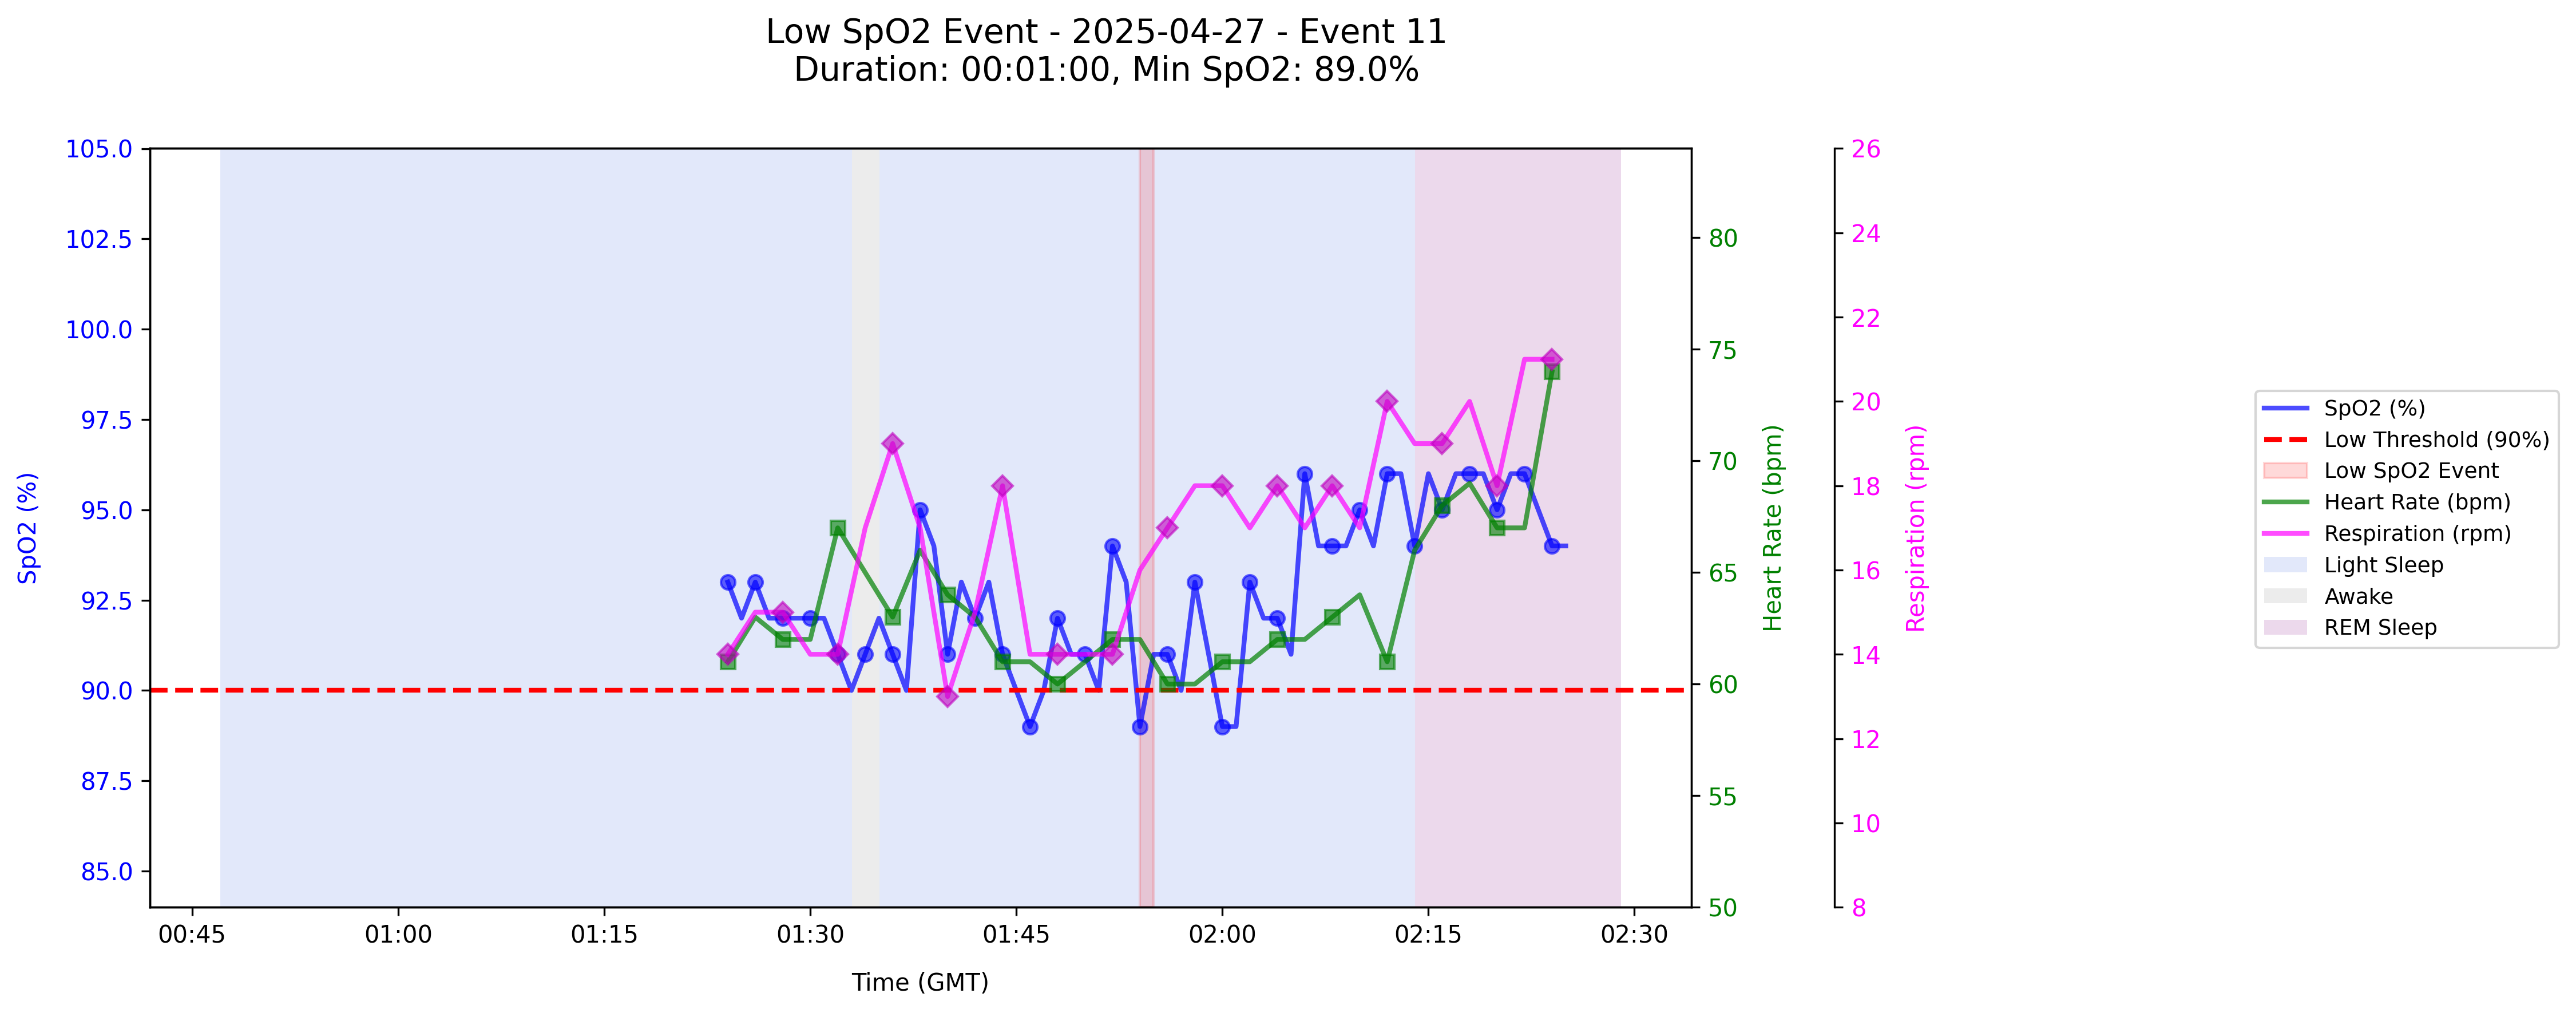 Low SpO2 Event - 2025-04-27 - Event 11
Duration: 00:01:00, Min SpO2: 89.0%
105.0
102.5
100.0
97.5
95.0
92.5
90.0
87.5
85.0
SpO2 (%)
00:45
01:00
01:15
01:30
01:45
02:00
02:15
02:30
Time (GMT)
80
75
70
65
60
55
50
Heart Rate (bpm)
26
24
22
20
18
16
14
12
10
8
Respiration (rpm)
SpO2 (%)
Low Threshold (90%)
Low SpO2 Event
Heart Rate (bpm)
Respiration (rpm)
Light Sleep
Awake
REM Sleep